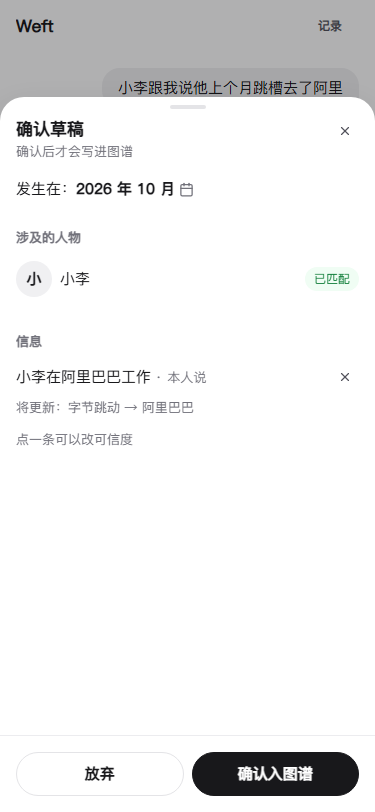 Weft
记录
小李跟我说他上个月跳槽去了阿里
确认草稿
确认后才会写进图谱
发生在：2026 年 10 月
涉及的人物
小 小李 已匹配
信息
小李在阿里巴巴工作 · 本人说
将更新：字节跳动 → 阿里巴巴
点一条可以改可信度
放弃 确认入图谱